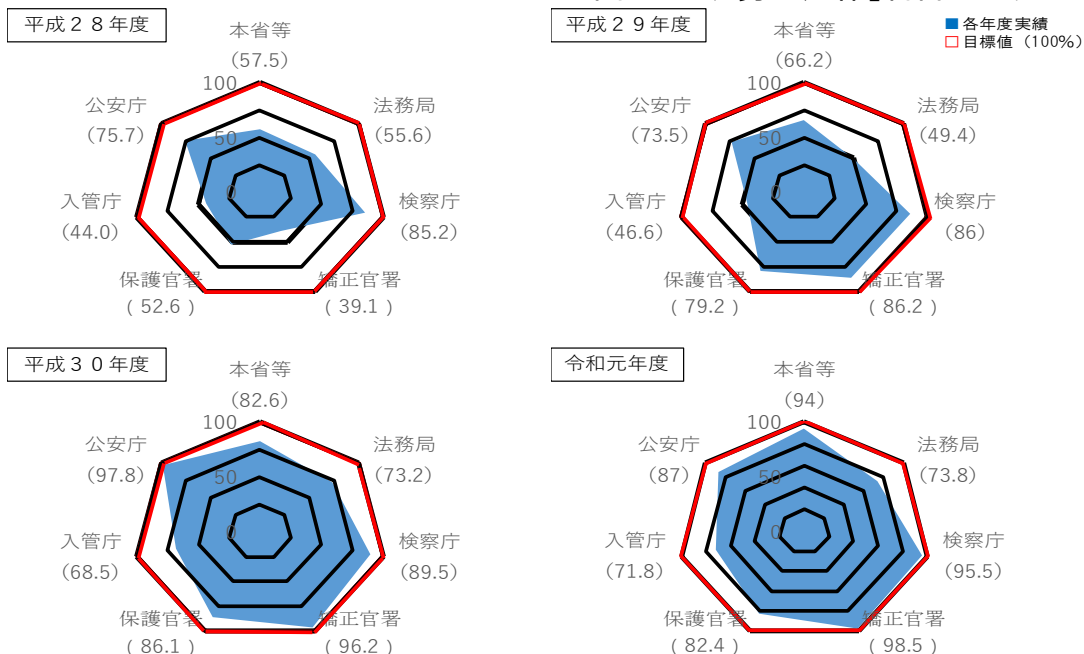 平成２８年度
本省等
(57.5)
100
公安庁
(75.7)
法務局
(55.6)
50
0
入管庁
(44.0)
検察庁
(85.2)
保護官署
( 52.6 )
矯正官署
( 39.1 )
平成２９年度
■各年度実績
□目標値（100%）
本省等
(66.2)
100
公安庁
(73.5)
法務局
(49.4)
50
0
入管庁
(46.6)
検察庁
(86)
保護官署
( 79.2 )
矯正官署
( 86.2 )
平成３０年度
本省等
(82.6)
100
公安庁
(97.8)
法務局
(73.2)
50
0
入管庁
(68.5)
検察庁
(89.5)
保護官署
( 86.1 )
矯正官署
( 96.2 )
令和元年度
本省等
(94)
100
公安庁
(87)
法務局
(73.8)
50
0
入管庁
(71.8)
検察庁
(95.5)
保護官署
( 82.4 )
矯正官署
( 98.5 )